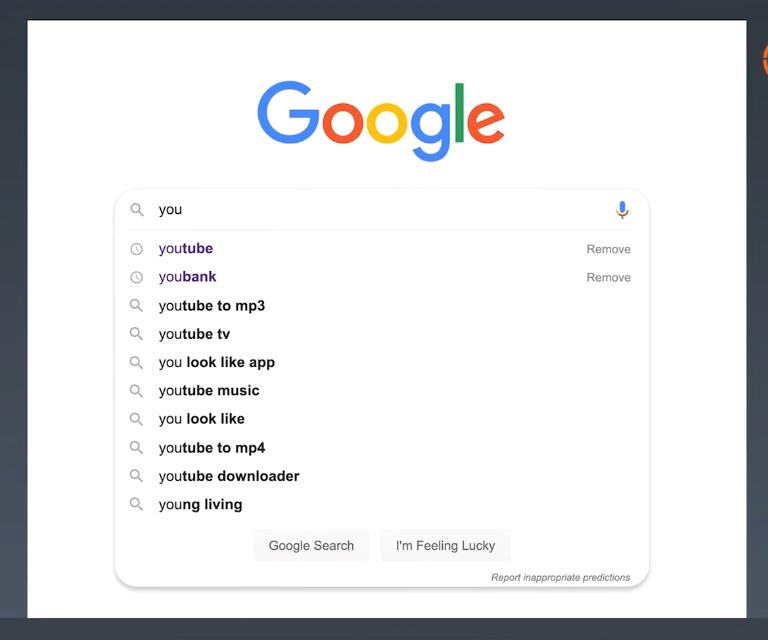 Google
you
youtube Remove
youbank Remove
youtube to mp3
youtube tv
you look like app
youtube music
you look like
youtube to mp4
youtube downloader
young living
Google Search I'm Feeling Lucky
Report inappropriate predictions